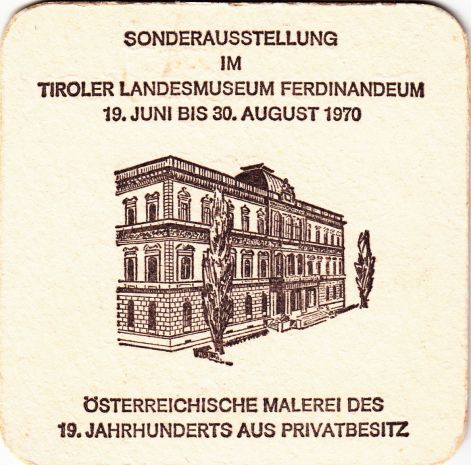 SONDERAUSSTELLUNG
IM
TIROLER LANDESMUSEUM FERDINANDEUM
19. JUNI BIS 30. AUGUST 1970
ÖSTERREICHISCHE MALEREI DES
19. JAHRHUNDERTS AUS PRIVATBESITZ